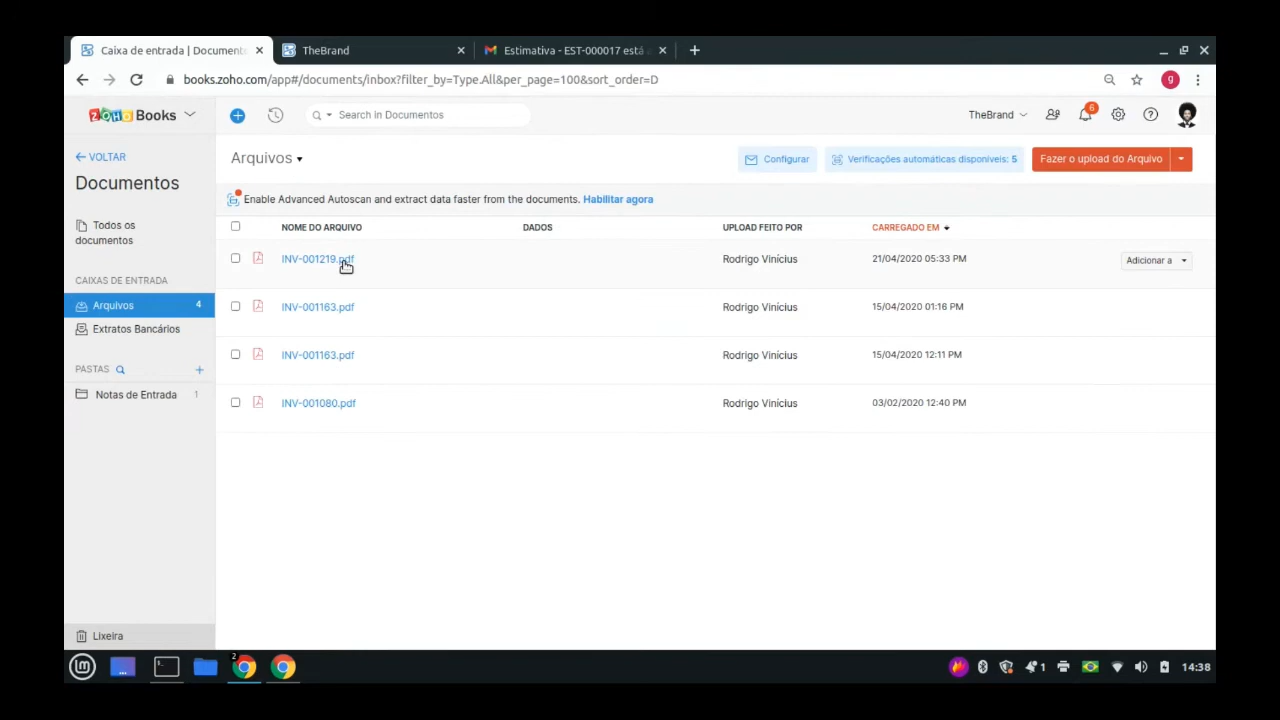 Caixa de entrada | Document
TheBrand
Estimativa - EST-000017 está
books.zoho.com/app#/documents/inbox?filter_by=Type.All&per_page=100&sort_order=D
g
ZOHO Books
Search in Documentos
TheBrand
6
VOLTAR
Documentos
Todos os
documentos
CAIXAS DE ENTRADA
Arquivos 4
Extratos Bancários
PASTAS
Notas de Entrada 1
Lixeira
Arquivos
Configurar
Verificações automáticas disponíveis: 5
Fazer o upload do Arquivo
Enable Advanced Autoscan and extract data faster from the documents. Habilitar agora
NOME DO ARQUIVO DADOS UPLOAD FEITO POR CARREGADO EM
INV-001219.pdf Rodrigo Vinícius 21/04/2020 05:33 PM Adicionar a
INV-001163.pdf Rodrigo Vinícius 15/04/2020 01:16 PM
INV-001163.pdf Rodrigo Vinícius 15/04/2020 12:11 PM
INV-001080.pdf Rodrigo Vinícius 03/02/2020 12:40 PM
2
1
14:38